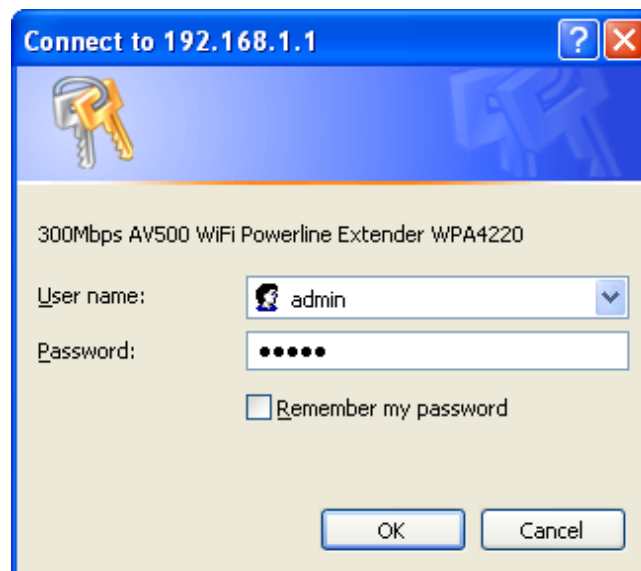 Connect to 192.168.1.1
300Mbps AV500 WiFi Powerline Extender WPA4220
User name:
admin
Password:
●●●●●
Remember my password
OK
Cancel